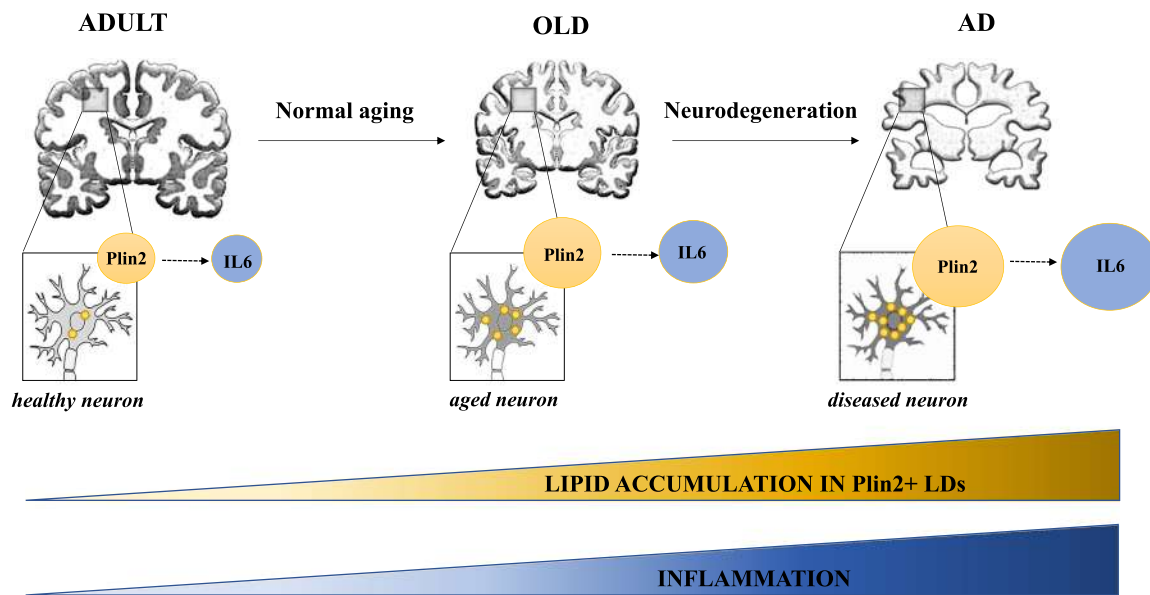 ADULT
OLD
AD
Normal aging
Neurodegeneration
Plin2
IL6
Plin2
IL6
Plin2
IL6
healthy neuron
aged neuron
diseased neuron
LIPID ACCUMULATION IN Plin2+ LDs
INFLAMMATION